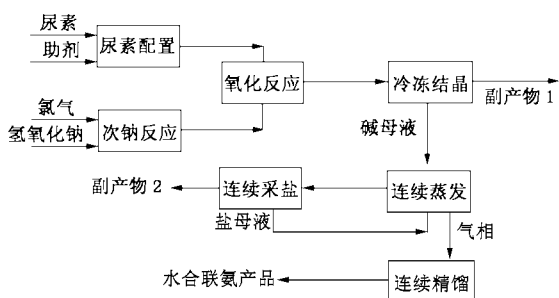 尿素
助剂
尿素配置
氯气
氢氧化钠
次钠反应
氧化反应
冷冻结晶
副产物 1
碱母液
副产物 2
连续采盐
连续蒸发
盐母液
气相
水合联氨产品
连续精馏